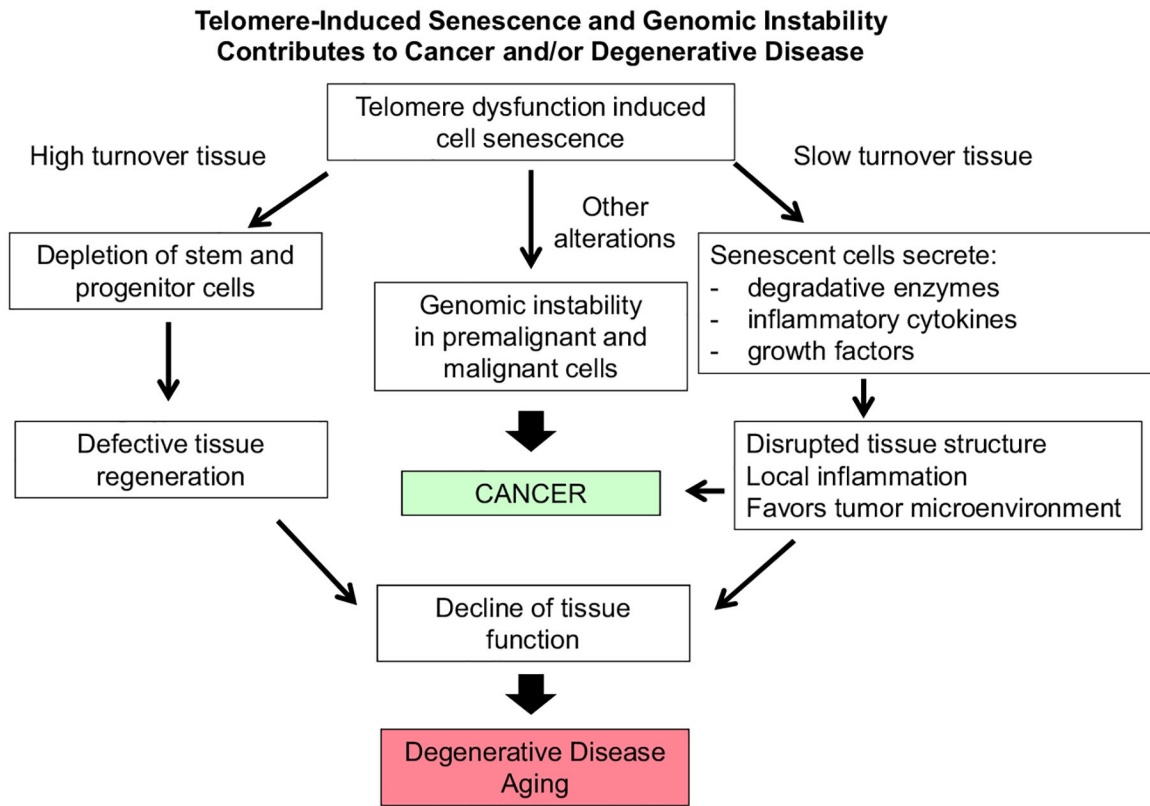 Telomere-Induced Senescence and Genomic Instability
Contributes to Cancer and/or Degenerative Disease
Telomere dysfunction induced
cell senescence
High turnover tissue
Slow turnover tissue
Other
alterations
Depletion of stem and
progenitor cells
Genomic instability
in premalignant and
malignant cells
Senescent cells secrete:
- degradative enzymes
- inflammatory cytokines
- growth factors
Defective tissue
regeneration
CANCER
Disrupted tissue structure
Local inflammation
Favors tumor microenvironment
Decline of tissue
function
Degenerative Disease
Aging